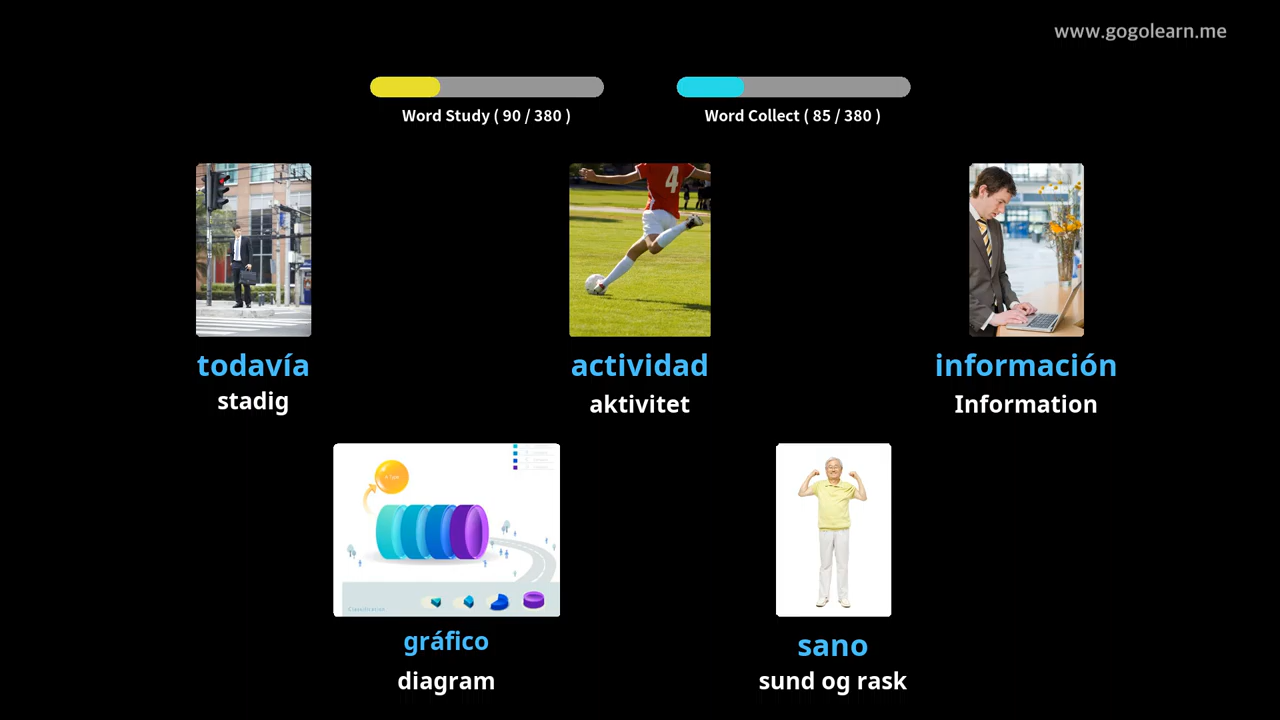 www.gogolearn.me
Word Study ( 90 / 380 )
Word Collect ( 85 / 380 )
4
todavía
stadig
actividad
aktivitet
información
Information
gráfico
diagram
sano
sund og rask